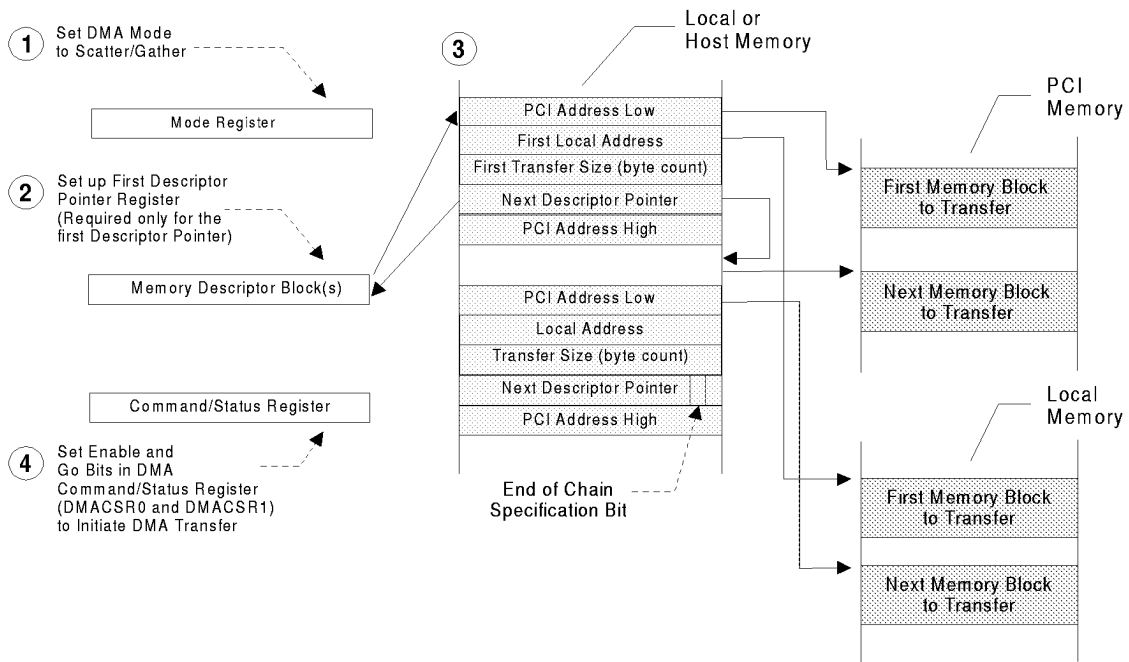 1
Set DMA Mode
to Scatter/Gather
Mode Register
2
Set up First Descriptor
Pointer Register
(Required only for the
first Descriptor Pointer)
Memory Descriptor Block(s)
Command/Status Register
4
Set Enable and
Go Bits in DMA
Command/Status Register
(DMACSR0 and DMACSR1)
to Initiate DMA Transfer
3
Local or
Host Memory
PCI Address Low
First Local Address
First Transfer Size (byte count)
Next Descriptor Pointer
PCI Address High
PCI Address Low
Local Address
Transfer Size (byte count)
Next Descriptor Pointer
PCI Address High
End of Chain
Specification Bit
PCI
Memory
First Memory Block
to Transfer
Next Memory Block
to Transfer
Local
Memory
First Memory Block
to Transfer
Next Memory Block
to Transfer